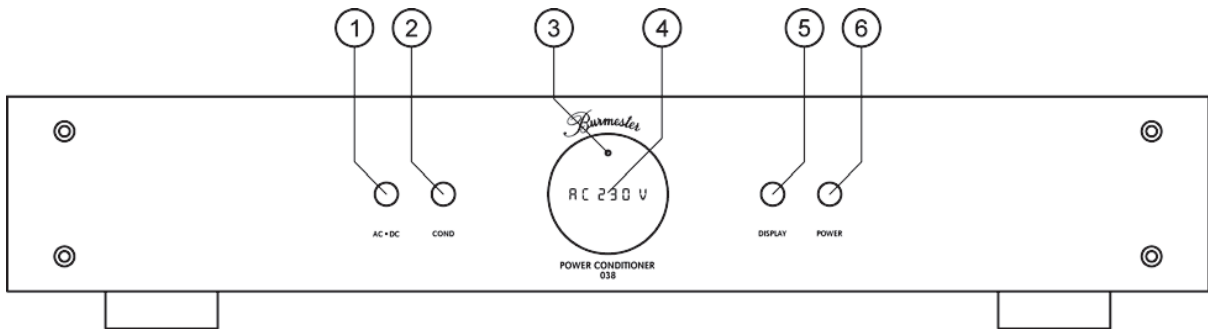 1 2 3 4 5 6
Burmester
AC 230 V
AC•DC COND DISPLAY POWER
POWER CONDITIONER
038